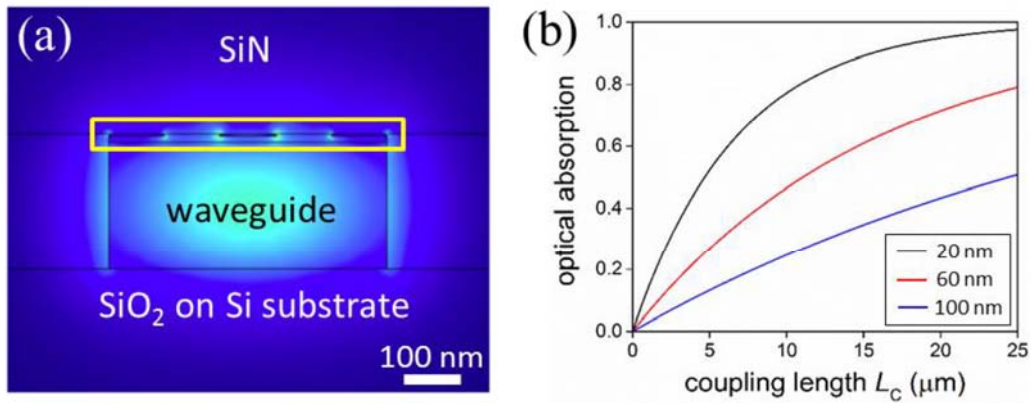 (a)
SiN
waveguide
SiO₂ on Si substrate
100 nm
(b)
1.0
0.8
0.6
0.4
0.2
0.0
optical absorption
20 nm
60 nm
100 nm
0 5 10 15 20 25
coupling length L_C (μm)